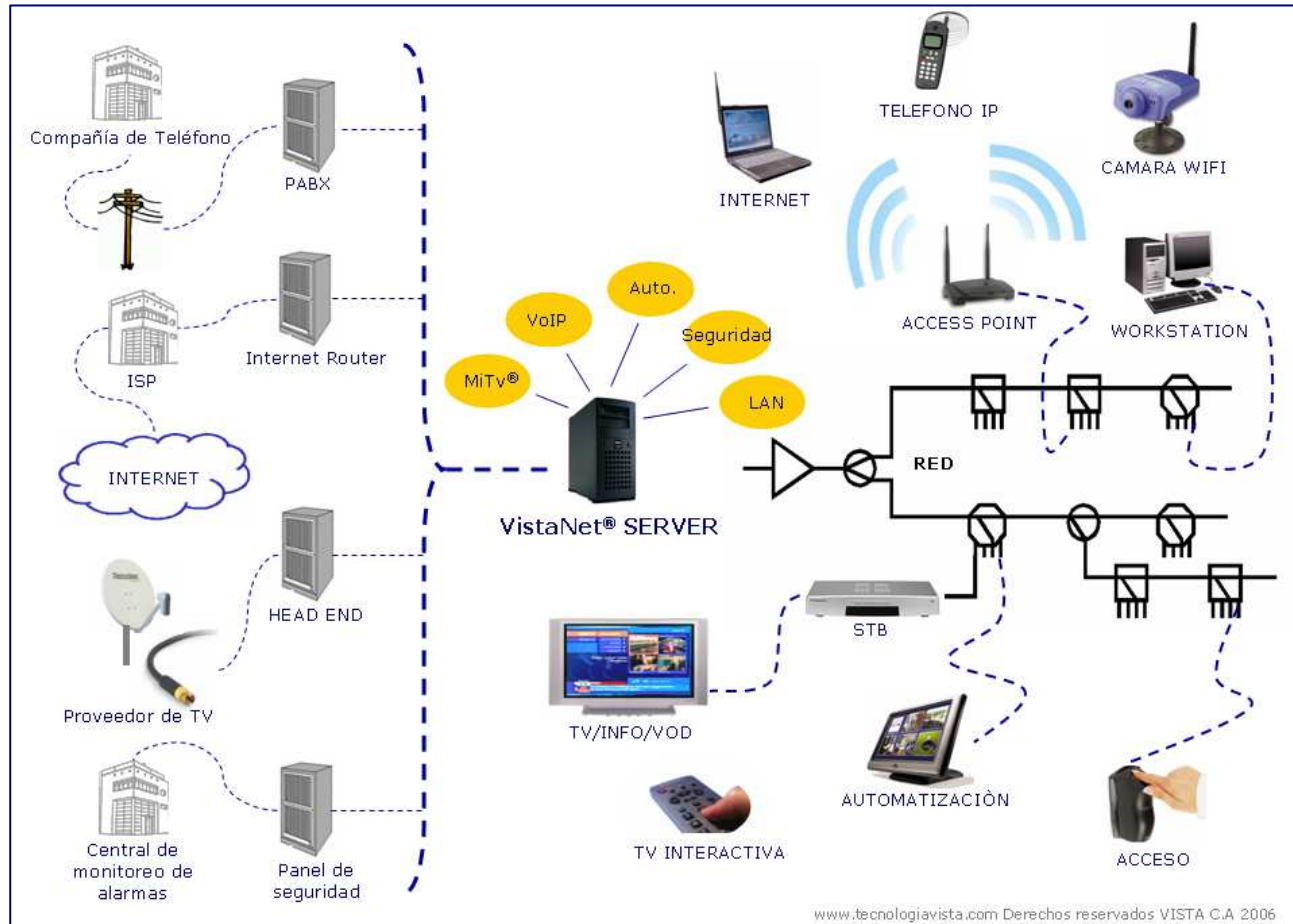 Compañía de Teléfono
PABX
ISP
Internet Router
INTERNET
HEAD END
Proveedor de TV
Central de
monitoreo de
alarmas
Panel de
seguridad
MiTv®
VoIP
Auto.
Seguridad
LAN
VistaNet® SERVER
INTERNET
TELEFONO IP
CAMARA WIFI
ACCESS POINT
WORKSTATION
RED
STB
TV/INFO/VOD
TV INTERACTIVA
AUTOMATIZACIÒN
ACCESO
www.tecnologiavista.com Derechos reservados VISTA C.A 2006